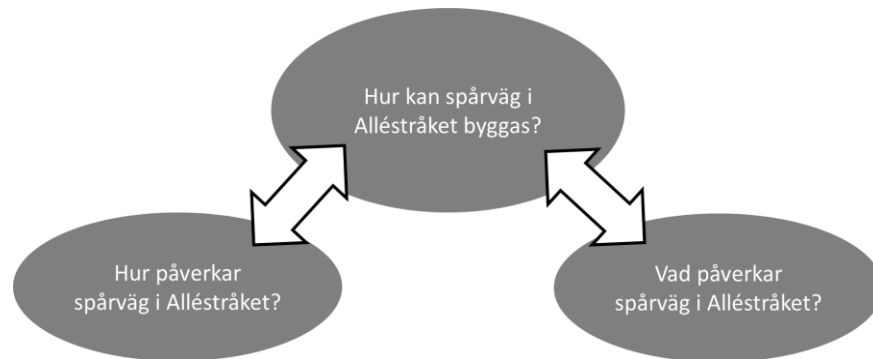 Hur kan spårväg i
Alléstråket byggas?
Hur påverkar
spårväg i Alléstråket?
Vad påverkar
spårväg i Alléstråket?